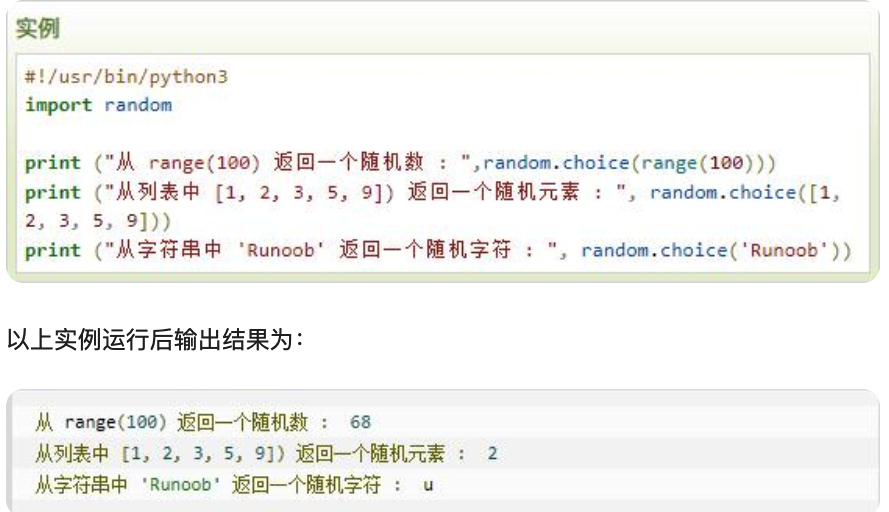 实例
#!/usr/bin/python3
import random
print ("从 range(100) 返回一个随机数 : ",random.choice(range(100)))
print ("从列表中 [1, 2, 3, 5, 9]) 返回一个随机元素 : ", random.choice([1,
2, 3, 5, 9]))
print ("从字符串中 'Runoob' 返回一个随机字符 : ", random.choice('Runoob'))
以上实例运行后输出结果为：
从 range(100) 返回一个随机数 :  68
从列表中 [1, 2, 3, 5, 9]) 返回一个随机元素 :  2
从字符串中 'Runoob' 返回一个随机字符 :  u